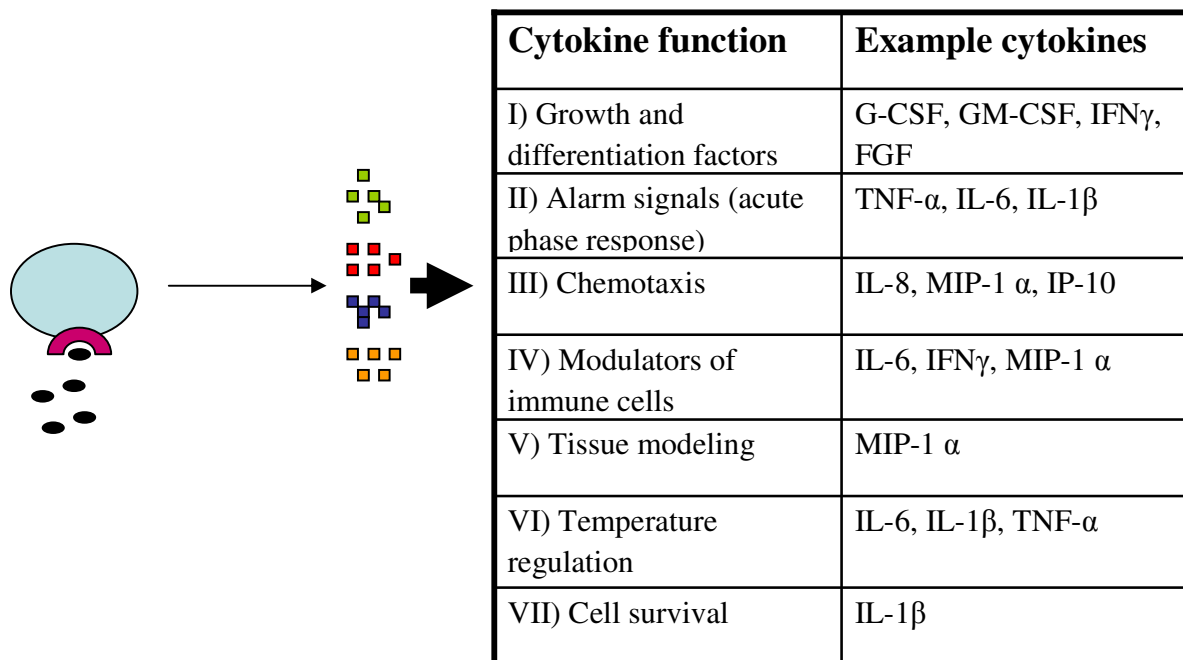 Cytokine function
Example cytokines
I) Growth and
differentiation factors
G-CSF, GM-CSF, IFNγ,
FGF
II) Alarm signals (acute
phase response)
TNF-α, IL-6, IL-1β
III) Chemotaxis
IL-8, MIP-1 α, IP-10
IV) Modulators of
immune cells
IL-6, IFNγ, MIP-1 α
V) Tissue modeling
MIP-1 α
VI) Temperature
regulation
IL-6, IL-1β, TNF-α
VII) Cell survival
IL-1β